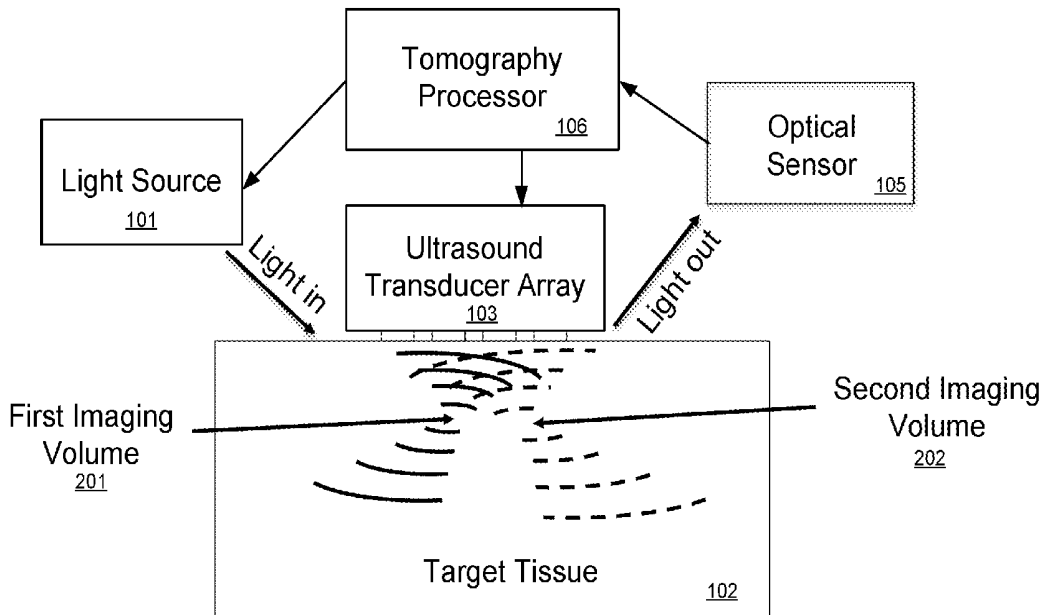 Tomography
Processor
106
Optical
Sensor
105
Light Source
101
Ultrasound
Transducer Array
103
Light in
Light out
First Imaging
Volume
201
Second Imaging
Volume
202
Target Tissue
102